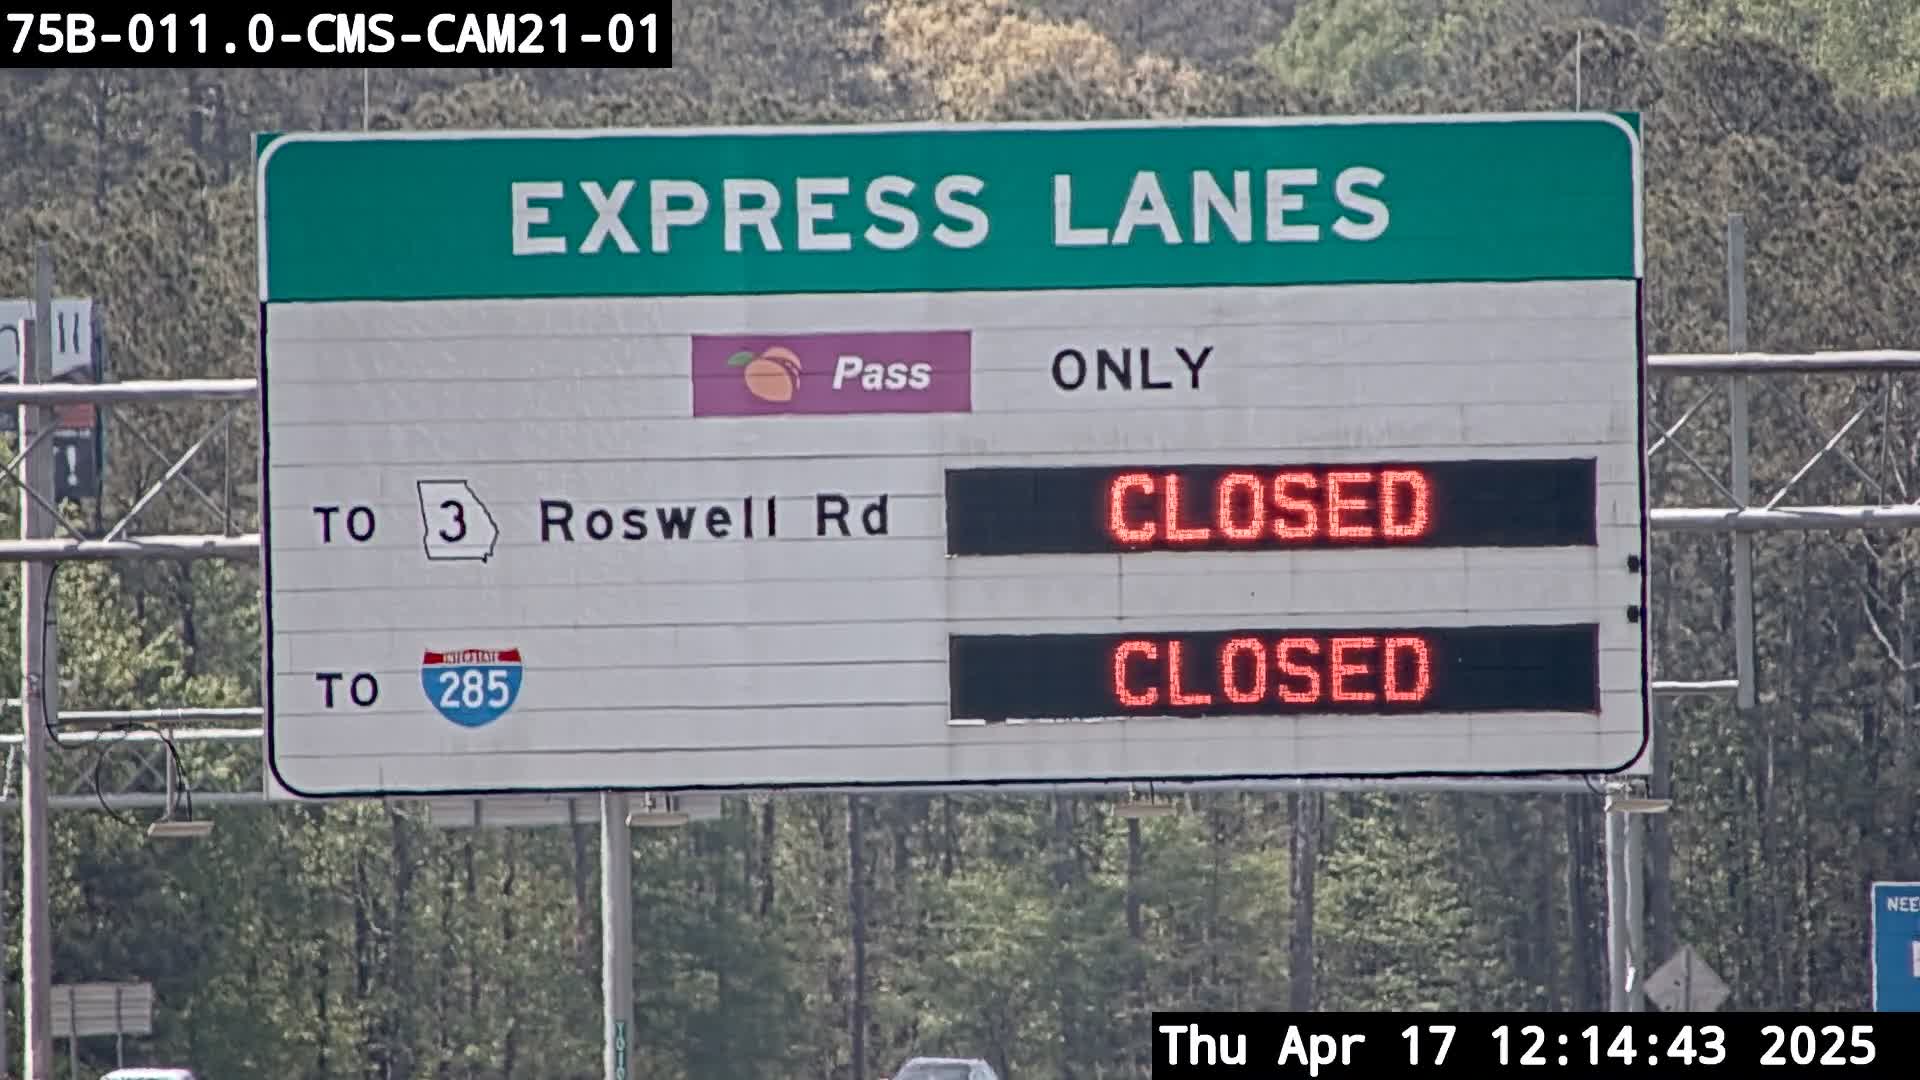 75B-011.0-CMS-CAM21-01
EXPRESS LANES
Pass ONLY
TO 3 Roswell Rd CLOSED
TO INTERSTATE 285 CLOSED
Thu Apr 17 12:14:43 2025